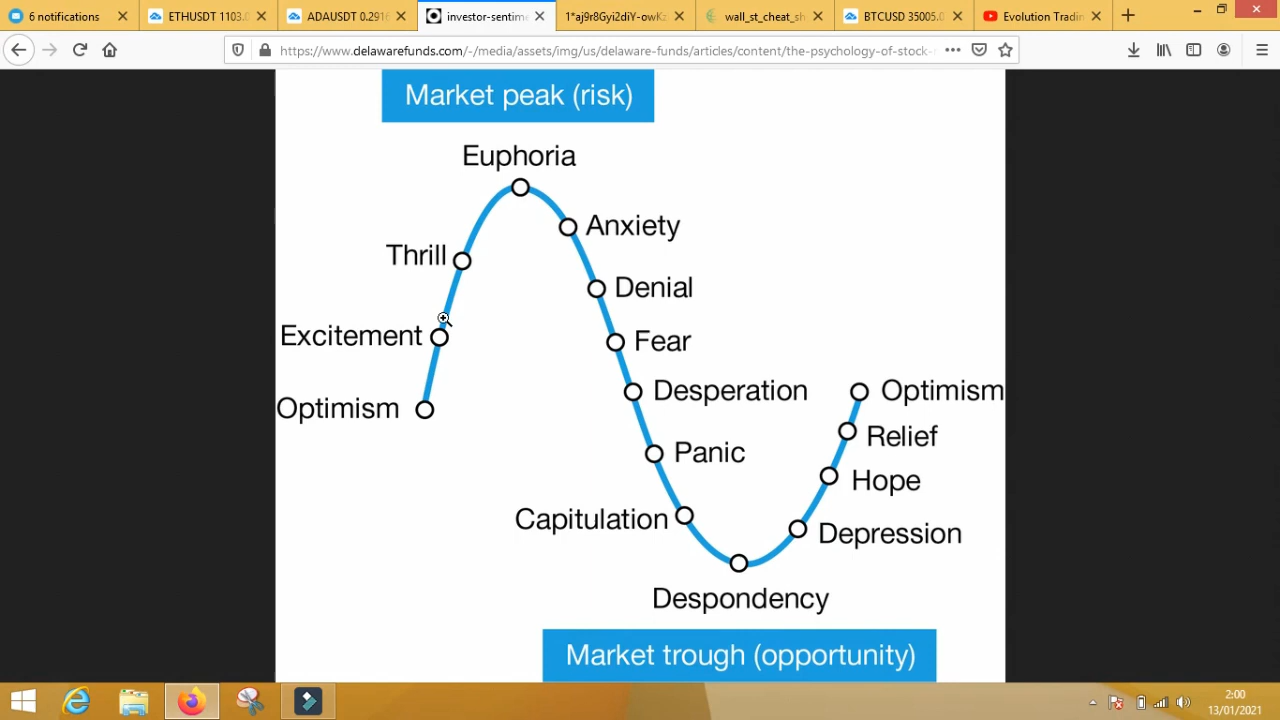 6 notifications
ETHUSDT 1103.
ADAUSDT 0.2916
investor-sentime
1*aj9r8Gyi2diY-owKz
wall_st_cheat_sh
BTCUSD 35005.0
Evolution Tradin
https://www.delawarefunds.com/-/media/assets/img/us/delaware-funds/articles/content/the-psychology-of-stock-
Market peak (risk)
Euphoria
Anxiety
Thrill
Denial
Excitement
Fear
Desperation
Optimism
Optimism
Relief
Panic
Hope
Capitulation
Depression
Despondency
Market trough (opportunity)
2:00
13/01/2021